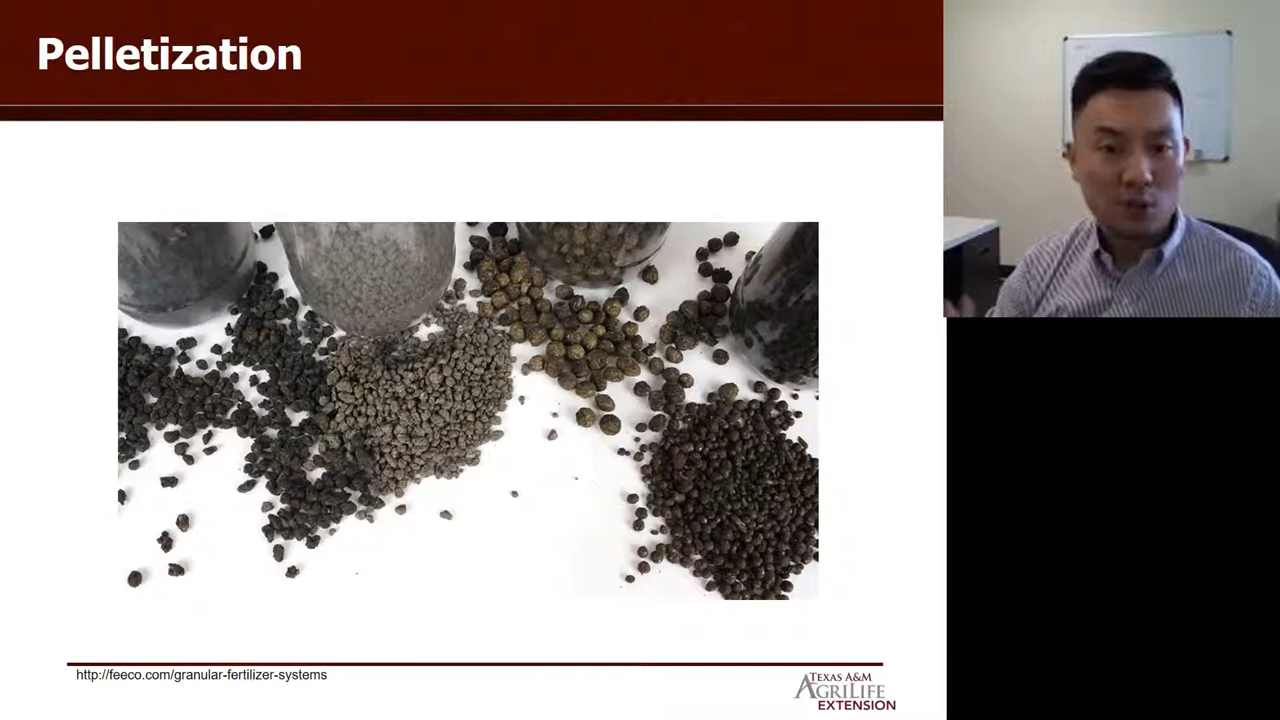 Pelletization
http://feeco.com/granular-fertilizer-systems
TEXAS A&M
AGRILIFE
EXTENSION